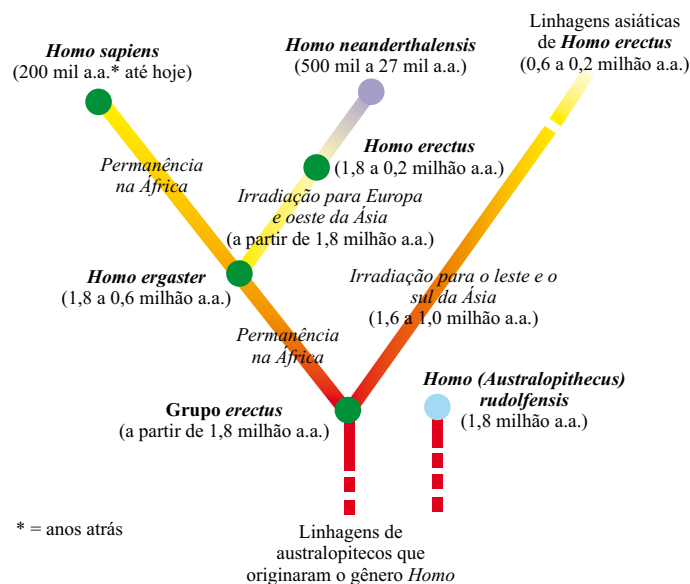 Homo sapiens
(200 mil a.a.* até hoje)
Homo neanderthalensis
(500 mil a 27 mil a.a.)
Linhagens asiáticas
de Homo erectus
(0,6 a 0,2 milhão a.a.)
Homo erectus
(1,8 a 0,2 milhão a.a.)
Permanência
na África
Irradiação para Europa
e oeste da Ásia
(a partir de 1,8 milhão a.a.)
Homo ergaster
(1,8 a 0,6 milhão a.a.)
Irradiação para o leste e o
sul da Ásia
(1,6 a 1,0 milhão a.a.)
Permanência
na África
Homo (Australopithecus)
rudolfensis
(1,8 milhão a.a.)
Grupo erectus
(a partir de 1,8 milhão a.a.)
* = anos atrás
Linhagens de
australopitecos que
originaram o gênero Homo